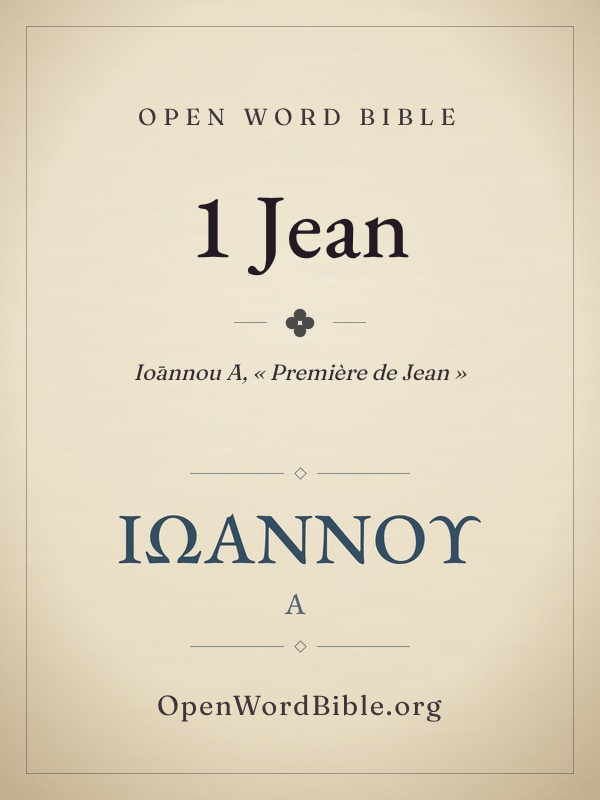 OPEN WORD BIBLE
1 Jean
Ioānnou A, « Première de Jean »
ΙΩΑΝΝΟΥ
Α
OpenWordBible.org